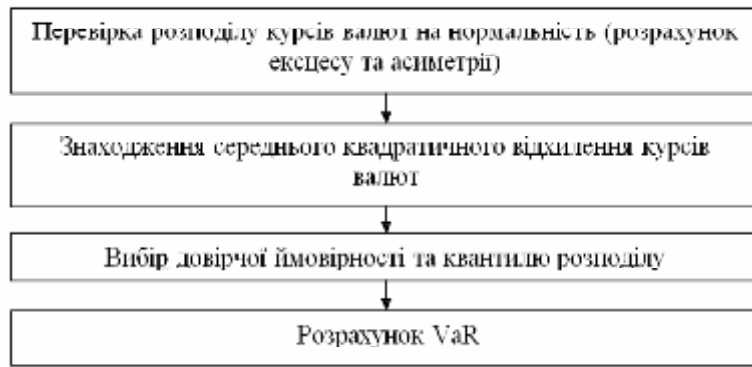 Перевірка розподілу курсів валют на нормальність (розрахунок
ексцесу та асиметрії)
Знаходження середнього квадратичного відхилення курсів
валют
Вибір довірчої ймовірності та квантилю розподілу
Розрахунок VaR